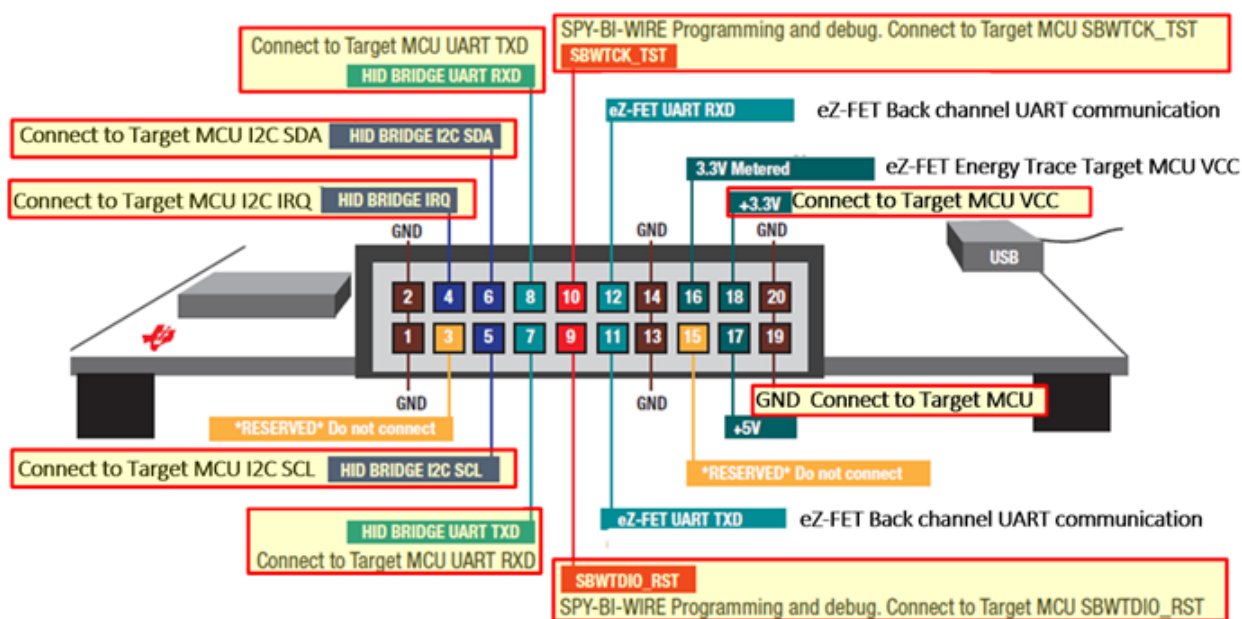 Connect to Target MCU UART TXD
HID BRIDGE UART RXD
SPY-BI-WIRE Programming and debug. Connect to Target MCU SBWTCK_TST
SBWTCK_TST
eZ-FET UART RXD eZ-FET Back channel UART communication
Connect to Target MCU I2C SDA HID BRIDGE I2C SDA
3.3V Metered eZ-FET Energy Trace Target MCU VCC
Connect to Target MCU I2C IRQ HID BRIDGE IRQ
+3.3V Connect to Target MCU VCC
GND GND GND
USB
2 4 6 8 10 12 14 16 18 20
1 3 5 7 9 11 13 15 17 19
GND GND
GND Connect to Target MCU
*RESERVED* Do not connect
+5V
Connect to Target MCU I2C SCL HID BRIDGE I2C SCL
*RESERVED* Do not connect
HID BRIDGE UART TXD
Connect to Target MCU UART RXD
eZ-FET UART TXD eZ-FET Back channel UART communication
SBWTDIO_RST
SPY-BI-WIRE Programming and debug. Connect to Target MCU SBWTDIO_RST